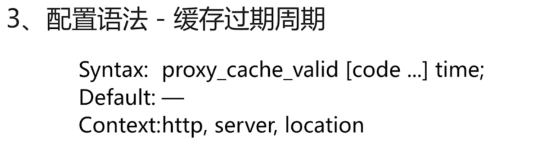 3、配置语法 - 缓存过期周期
Syntax: proxy_cache_valid [code ...] time;
Default: —
Context:http, server, location